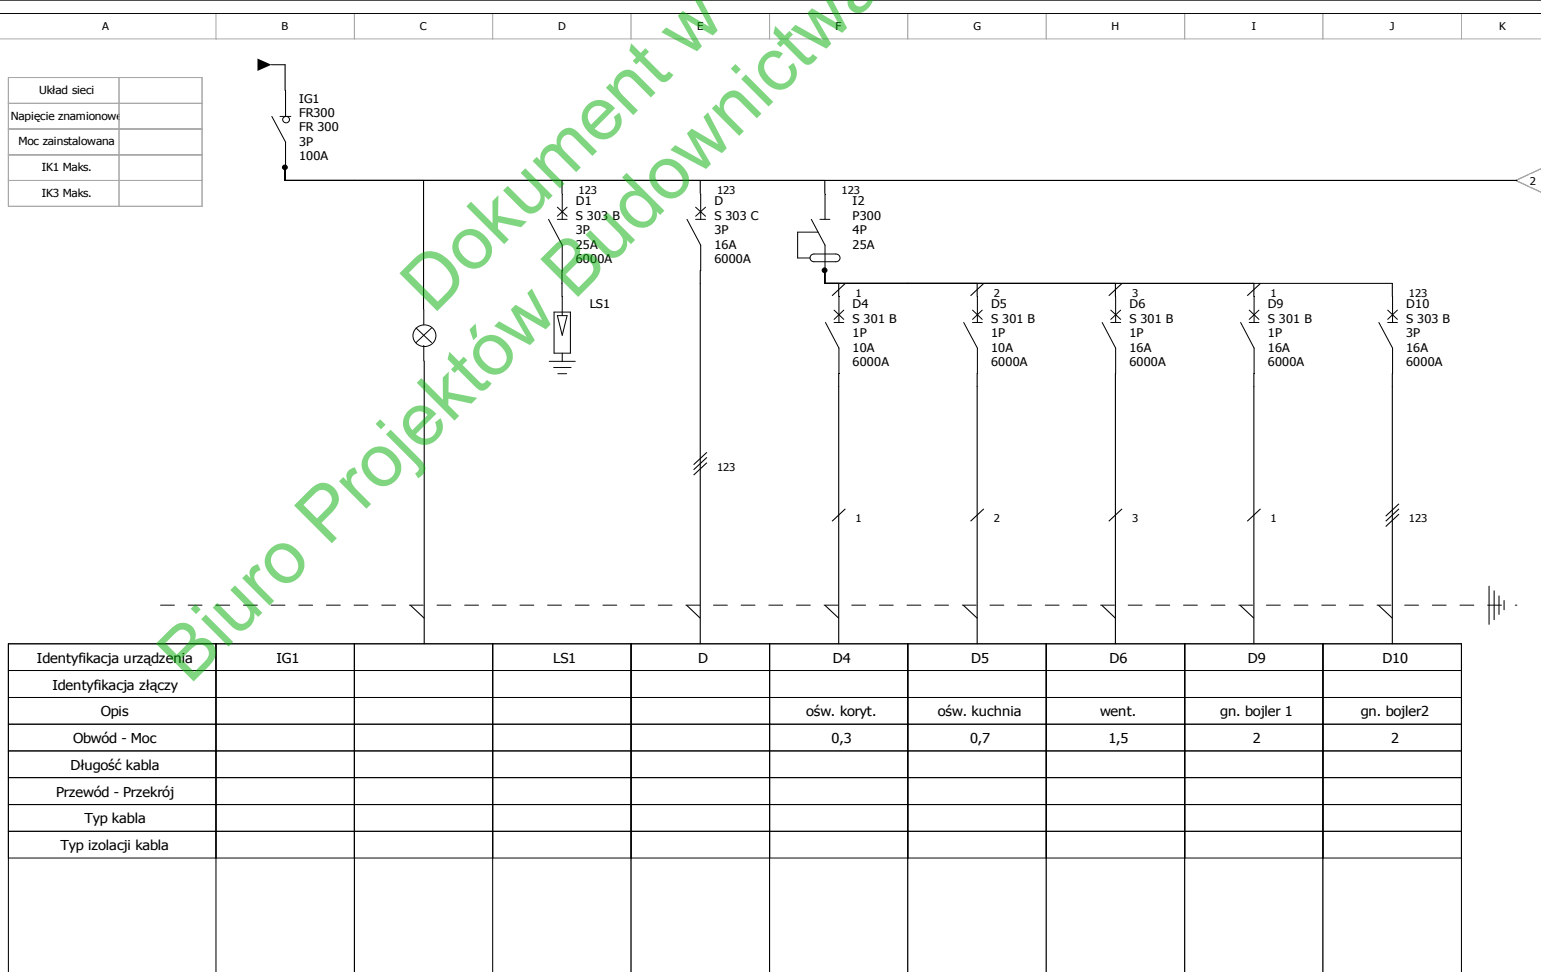 A B C D E F G H I J K
Układ sieci
Napięcie znamionowe
Moc zainstalowana
IK1 Maks.
IK3 Maks.
IG1
FR300
FR 300
3P
100A
123
D1
S 303 B
3P
25A
6000A
LS1
123
D
S 303 C
3P
16A
6000A
123
123
I2
P300
4P
25A
2
1
D4
S 301 B
1P
10A
6000A
1
2
D5
S 301 B
1P
10A
6000A
2
3
D6
S 301 B
1P
16A
6000A
3
1
D9
S 301 B
1P
16A
6000A
1
123
D10
S 303 B
3P
16A
6000A
123
Dokument w
Biuro Projektów Budownictwa
Identyfikacja urządzenia IG1 LS1 D D4 D5 D6 D9 D10
Identyfikacja złączy
Opis ośw. koryt. ośw. kuchnia went. gn. bojler 1 gn. bojler2
Obwód - Moc 0,3 0,7 1,5 2 2
Długość kabla
Przewód - Przekrój
Typ kabla
Typ izolacji kabla